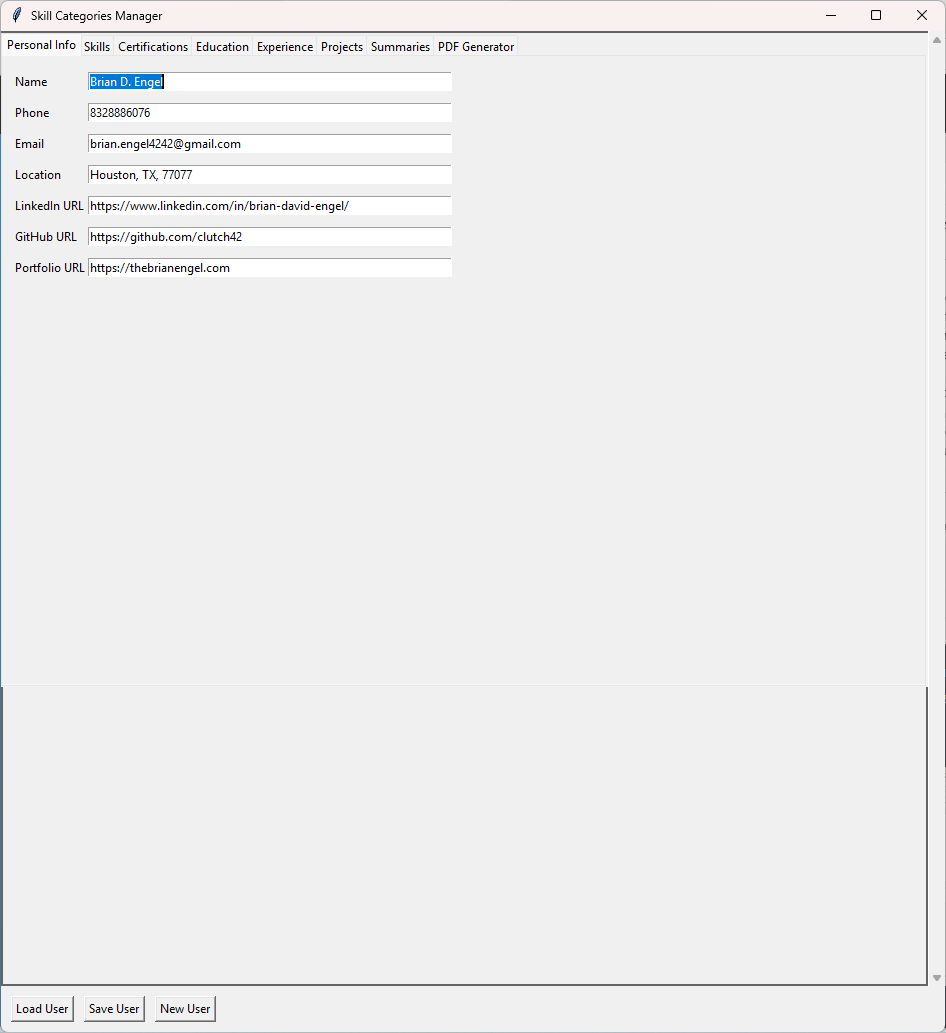 Skill Categories Manager
Personal Info Skills Certifications Education Experience Projects Summaries PDF Generator
Name Brian D. Engel
Phone 8328886076
Email brian.engel4242@gmail.com
Location Houston, TX, 77077
LinkedIn URL https://www.linkedin.com/in/brian-david-engel/
GitHub URL https://github.com/clutch42
Portfolio URL https://thebrianengel.com
Load User Save User New User